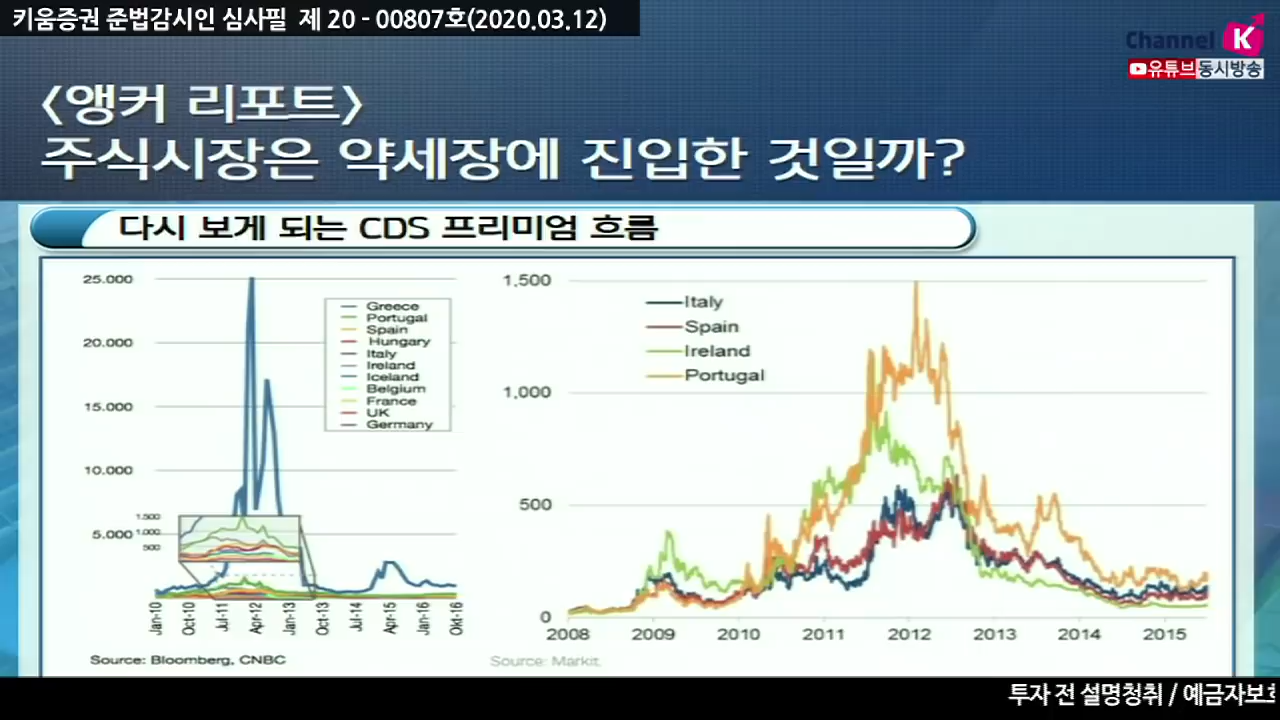 키움증권 준법감시인 심사필 제 20 - 00807호(2020.03.12)
Channel K
유튜브동시방송
<앵커 리포트>
주식시장은 약세장에 진입한 것일까?
다시 보게 되는 CDS 프리미엄 흐름
25.000
20.000
15.000
10.000
5.000
1.500
1.000
500
Greece
Portugal
Spain
Hungary
Italy
Ireland
Iceland
Belgium
France
UK
Germany
Jan-10
Oct-10
Jul-11
Apr-12
Jan-13
Oct-13
Jul-14
Apr-15
Jan-16
Okt-16
Source: Bloomberg, CNBC
1,500
1,000
500
0
Italy
Spain
Ireland
Portugal
2008 2009 2010 2011 2012 2013 2014 2015
Source: Markit
투자 전 설명청취 / 예금자보호